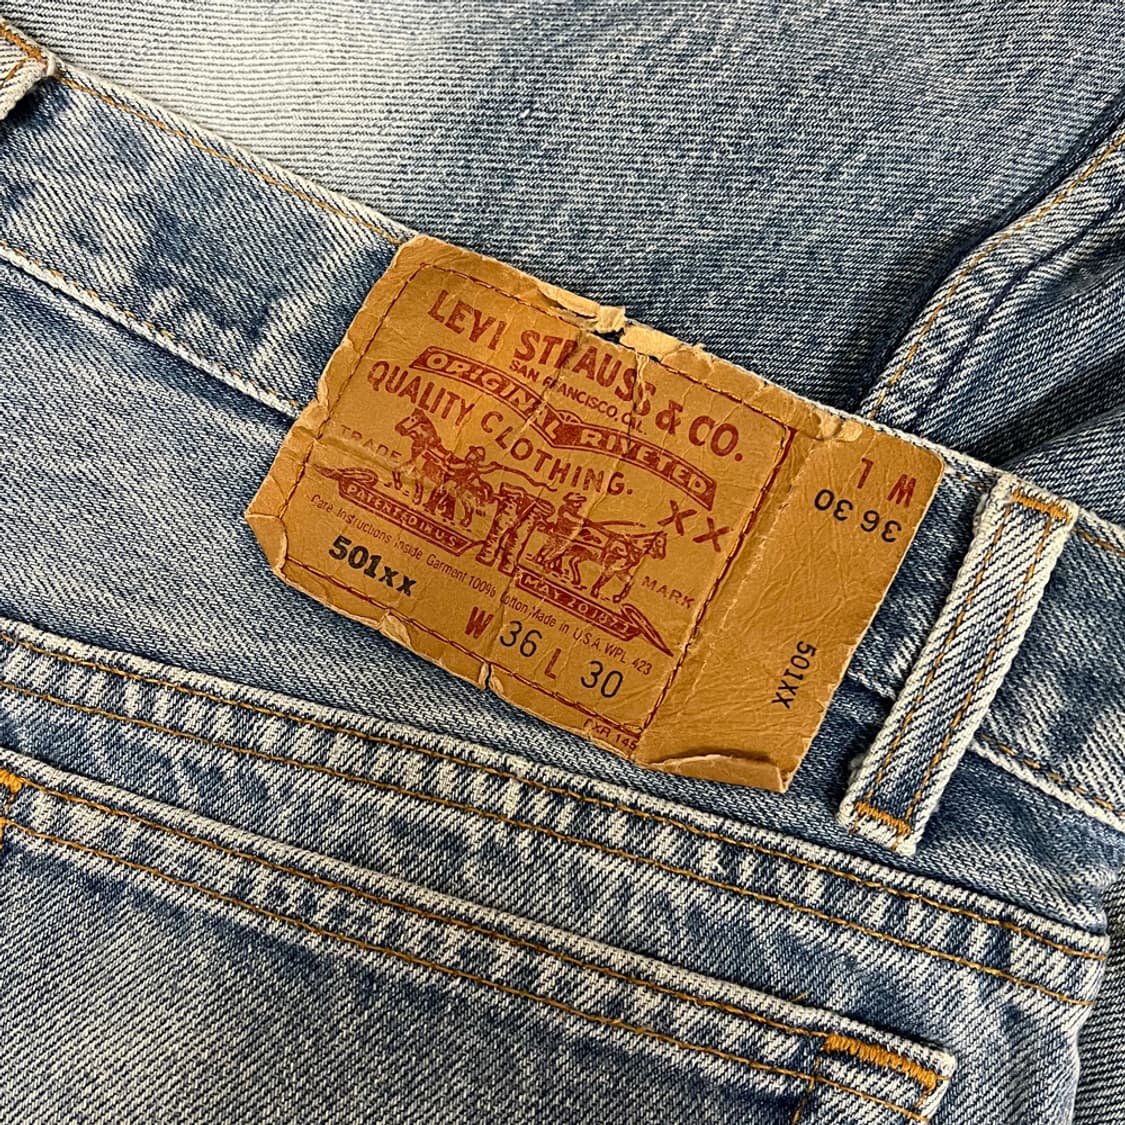 LEVI STRAUSS & CO.
SAN FRANCISCO, CAL.
ORIGINAL RIVETED
QUALITY CLOTHING.
XX
TRADE MARK
PATENTED IN U.S.
MAY 20 1873
Care Instructions Inside Garment 100% Cotton Made in U.S.A. WPL 423
501XX
W 36 L 30
W L
36 30
501XX